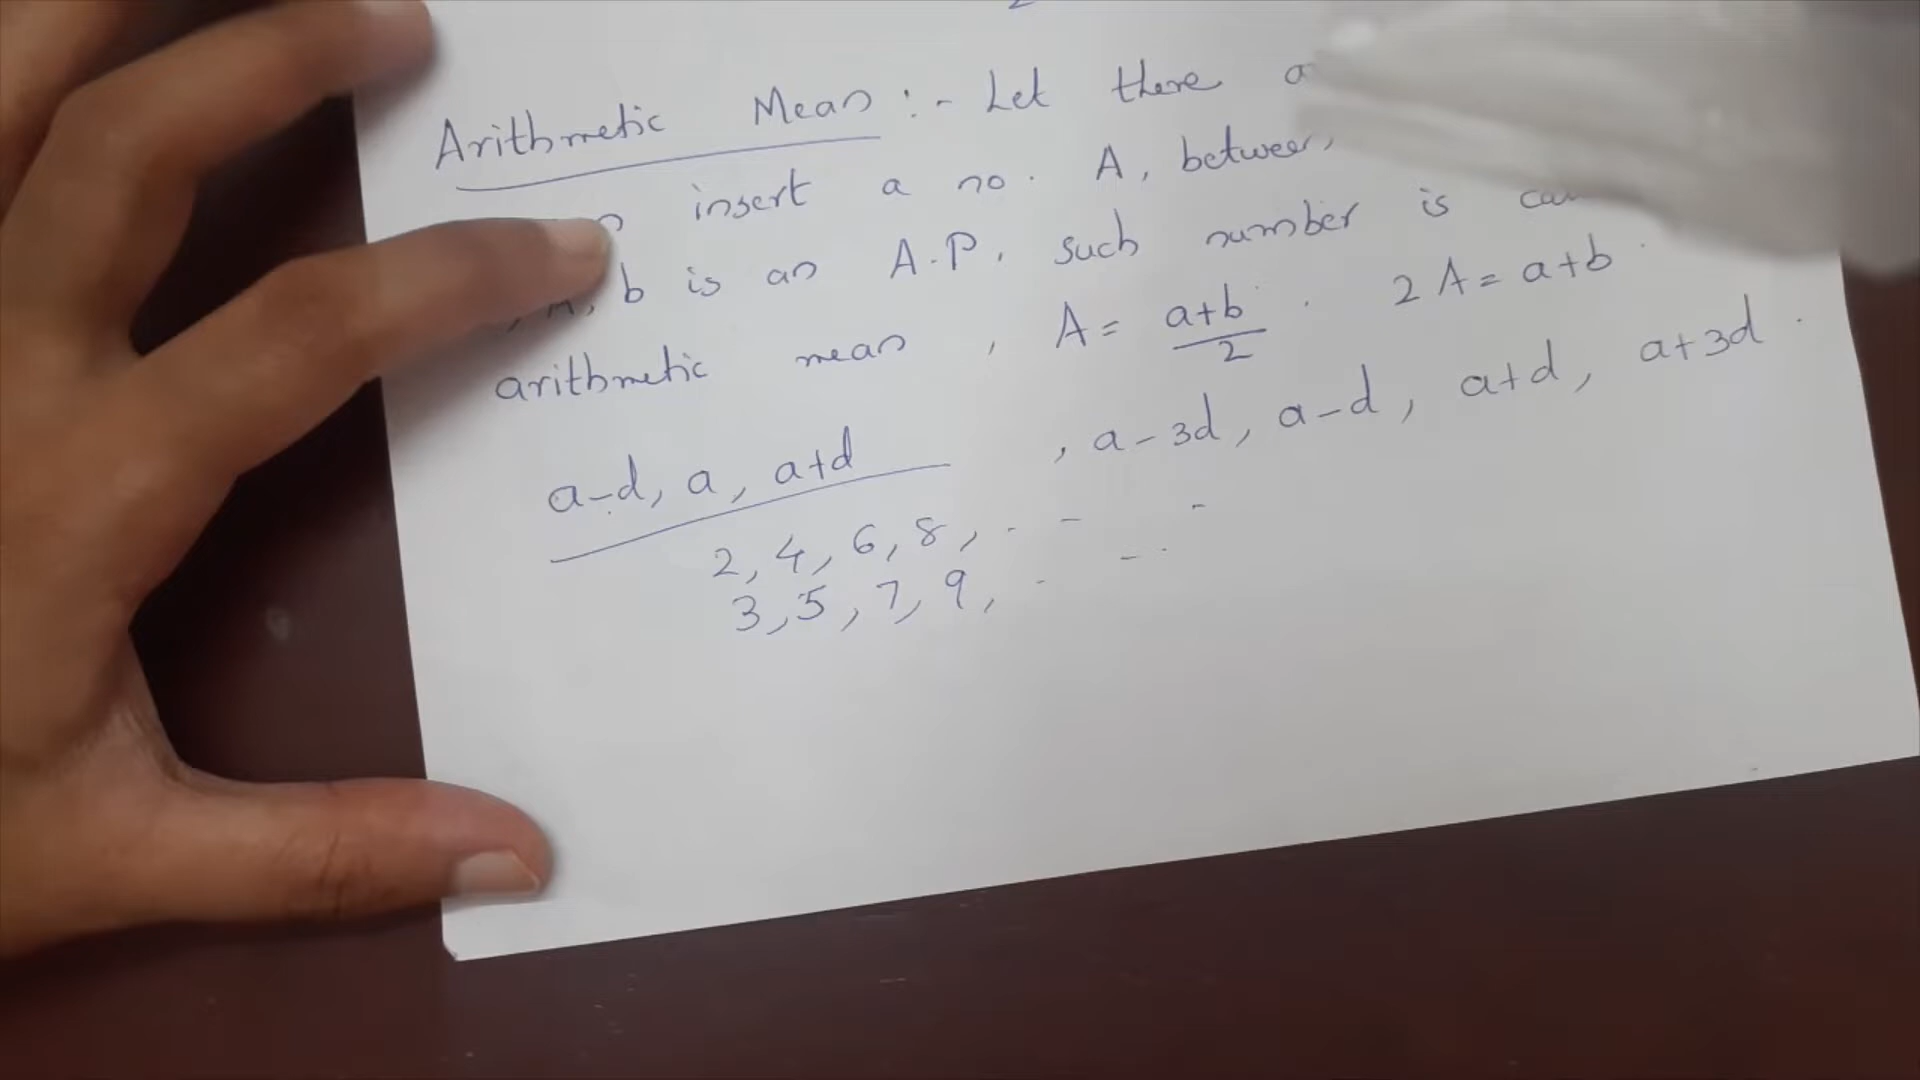 Arithmetic Mean :- Let there
insert a no. A, between
b is an A.P. such number is
arithmetic mean, A = a+b/2 . 2A = a+b.
a-d, a, a+d , a-3d, a-d, a+d, a+3d.
2, 4, 6, 8, . - -
3, 5, 7, 9, . - .